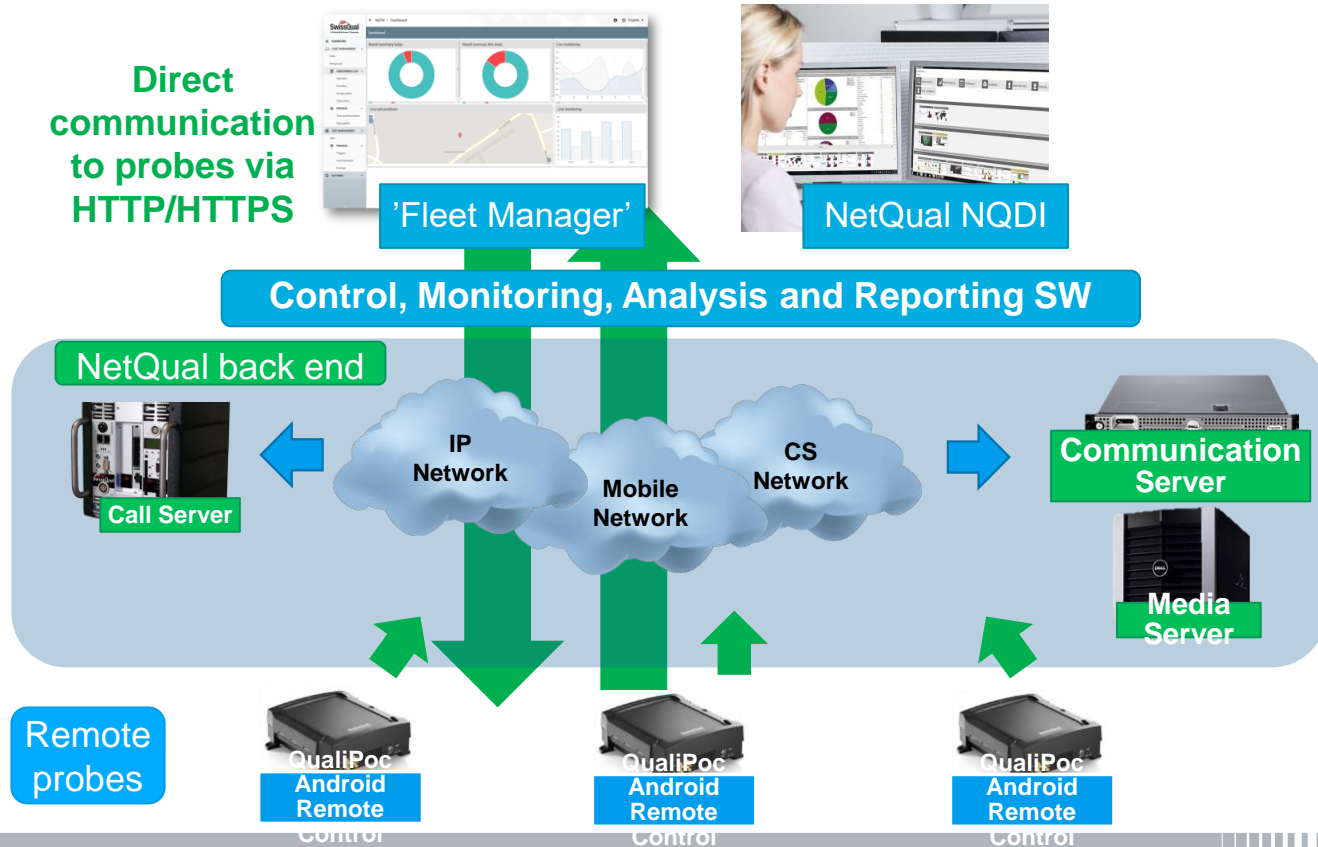 SwissQual
Dashboard
Direct
communication
to probes via
HTTP/HTTPS
'Fleet Manager’
NetQual NQDI
Control, Monitoring, Analysis and Reporting SW
NetQual back end
IP
Network
Mobile
Network
CS
Network
Call Server
Communication
Server
Media
Server
Remote
probes
QualiPoc
Android
Remote
Control
QualiPoc
Android
Remote
Control
QualiPoc
Android
Remote
Control